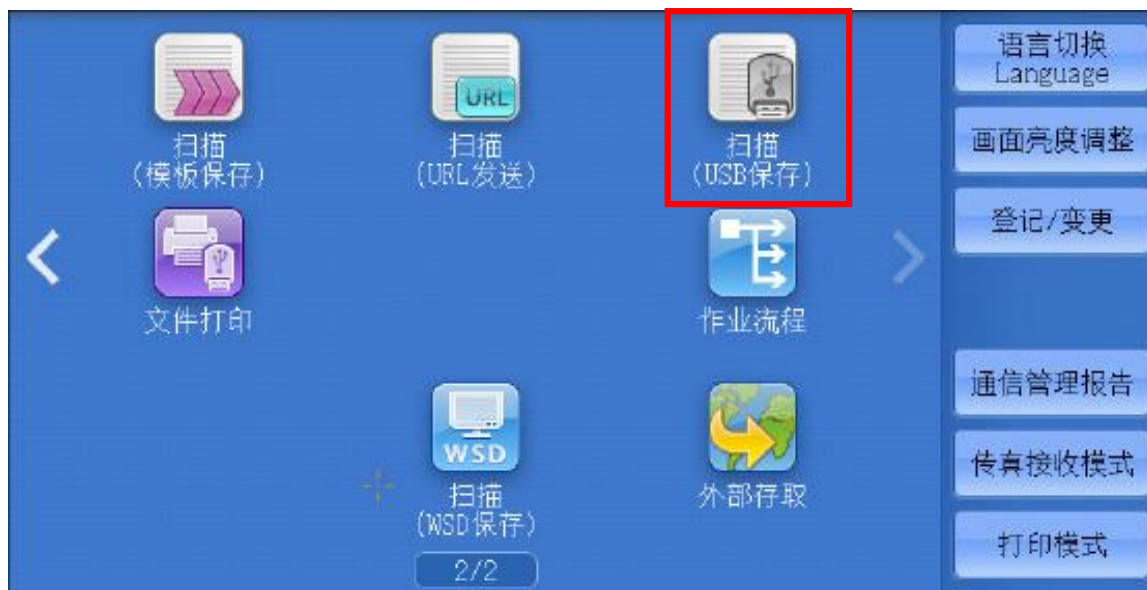 URL
扫描
(模板保存)
扫描
(URL发送)
扫描
(USB保存)
文件打印
作业流程
WSD
扫描
(WSD保存)
外部存取
2/2
语言切换
Language
画面亮度调整
登记/变更
通信管理报告
传真接收模式
打印模式